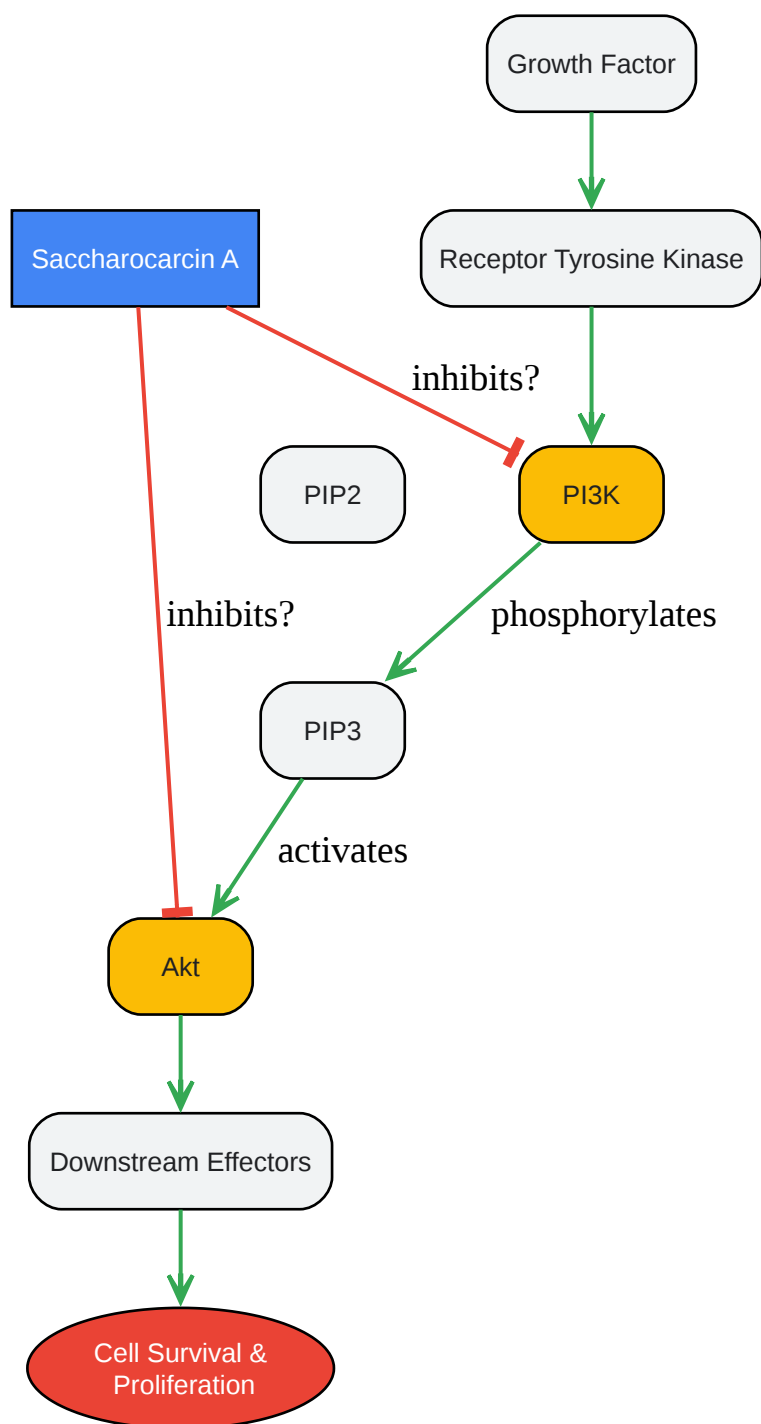 Growth Factor
Saccharocarcin A
Receptor Tyrosine Kinase
inhibits?
PIP2
PI3K
inhibits?
phosphorylates
PIP3
activates
Akt
Downstream Effectors
Cell Survival &
Proliferation